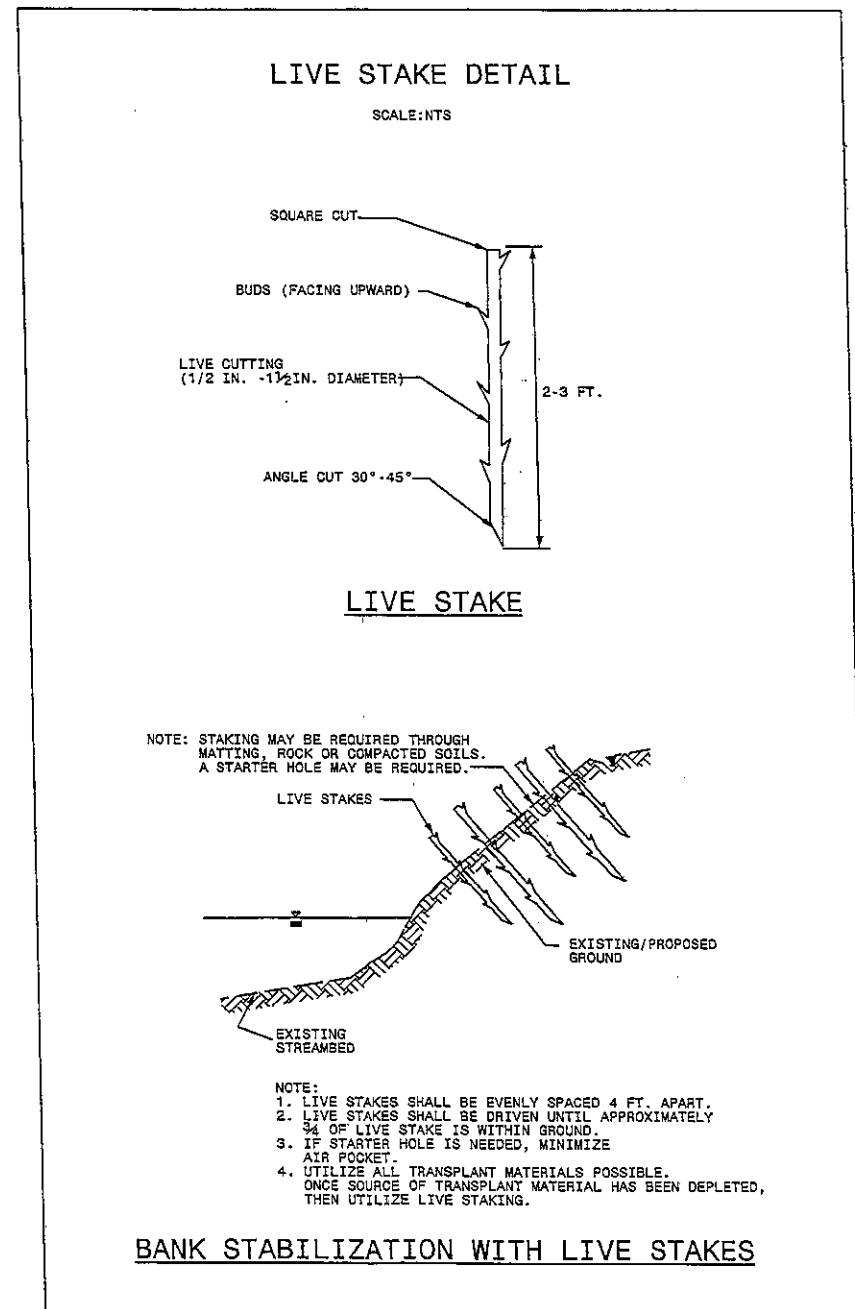 LIVE STAKE DETAIL
SCALE:NTS
SQUARE CUT
BUDS (FACING UPWARD)
LIVE CUTTING
(1/2 IN. -1½IN. DIAMETER)
2-3 FT.
ANGLE CUT 30°-45°
LIVE STAKE
NOTE: STAKING MAY BE REQUIRED THROUGH
MATTING, ROCK OR COMPACTED SOILS.
A STARTER HOLE MAY BE REQUIRED.
LIVE STAKES
EXISTING/PROPOSED
GROUND
EXISTING
STREAMBED
NOTE:
1. LIVE STAKES SHALL BE EVENLY SPACED 4 FT. APART.
2. LIVE STAKES SHALL BE DRIVEN UNTIL APPROXIMATELY
¾ OF LIVE STAKE IS WITHIN GROUND.
3. IF STARTER HOLE IS NEEDED, MINIMIZE
AIR POCKET.
4. UTILIZE ALL TRANSPLANT MATERIALS POSSIBLE.
ONCE SOURCE OF TRANSPLANT MATERIAL HAS BEEN DEPLETED,
THEN UTILIZE LIVE STAKING.
BANK STABILIZATION WITH LIVE STAKES